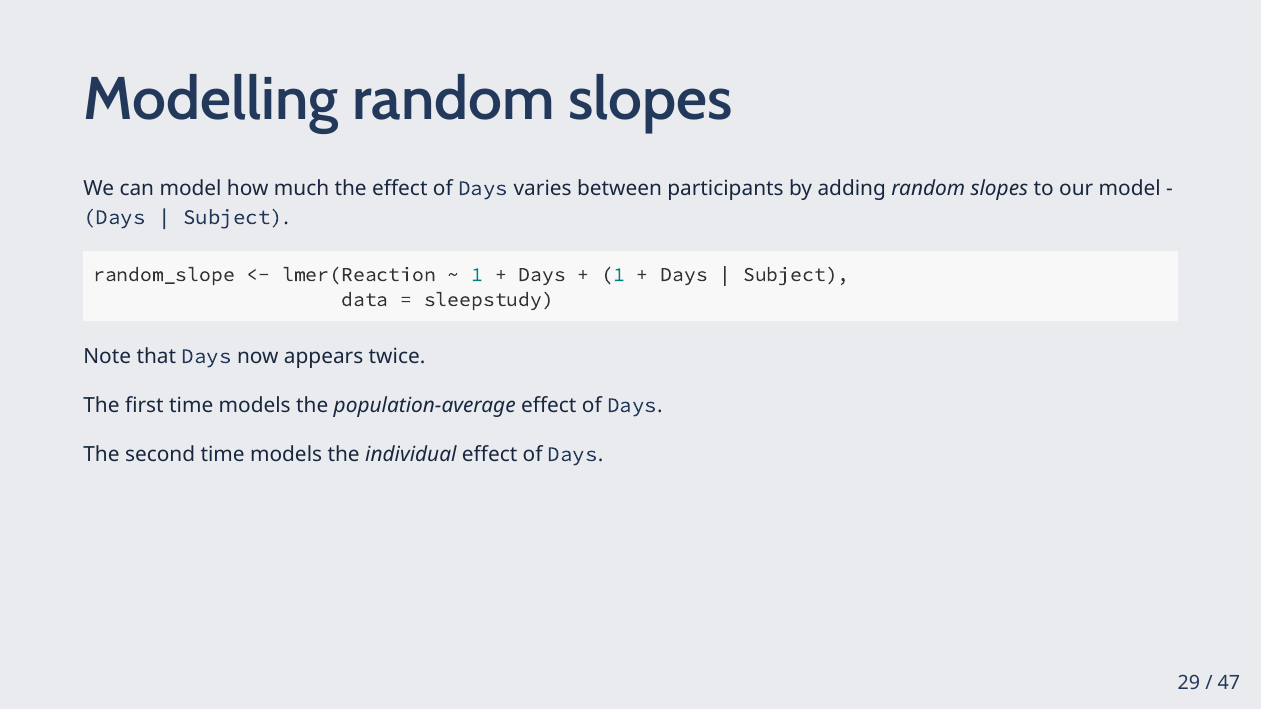 Modelling random slopes
We can model how much the effect of Days varies between participants by adding random slopes to our model -
(Days | Subject).
random_slope <- lmer(Reaction ~ 1 + Days + (1 + Days | Subject),
                     data = sleepstudy)
Note that Days now appears twice.
The first time models the population-average effect of Days.
The second time models the individual effect of Days.
29 / 47